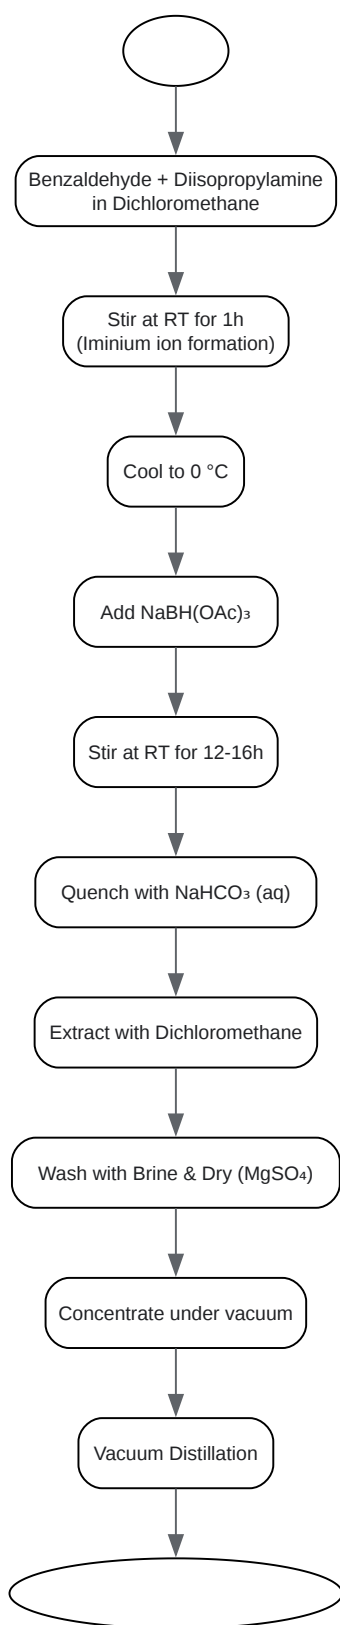 Benzaldehyde + Diisopropylamine
in Dichloromethane
Stir at RT for 1h
(Iminium ion formation)
Cool to 0 °C
Add NaBH(OAc)₃
Stir at RT for 12-16h
Quench with NaHCO₃ (aq)
Extract with Dichloromethane
Wash with Brine & Dry (MgSO₄)
Concentrate under vacuum
Vacuum Distillation